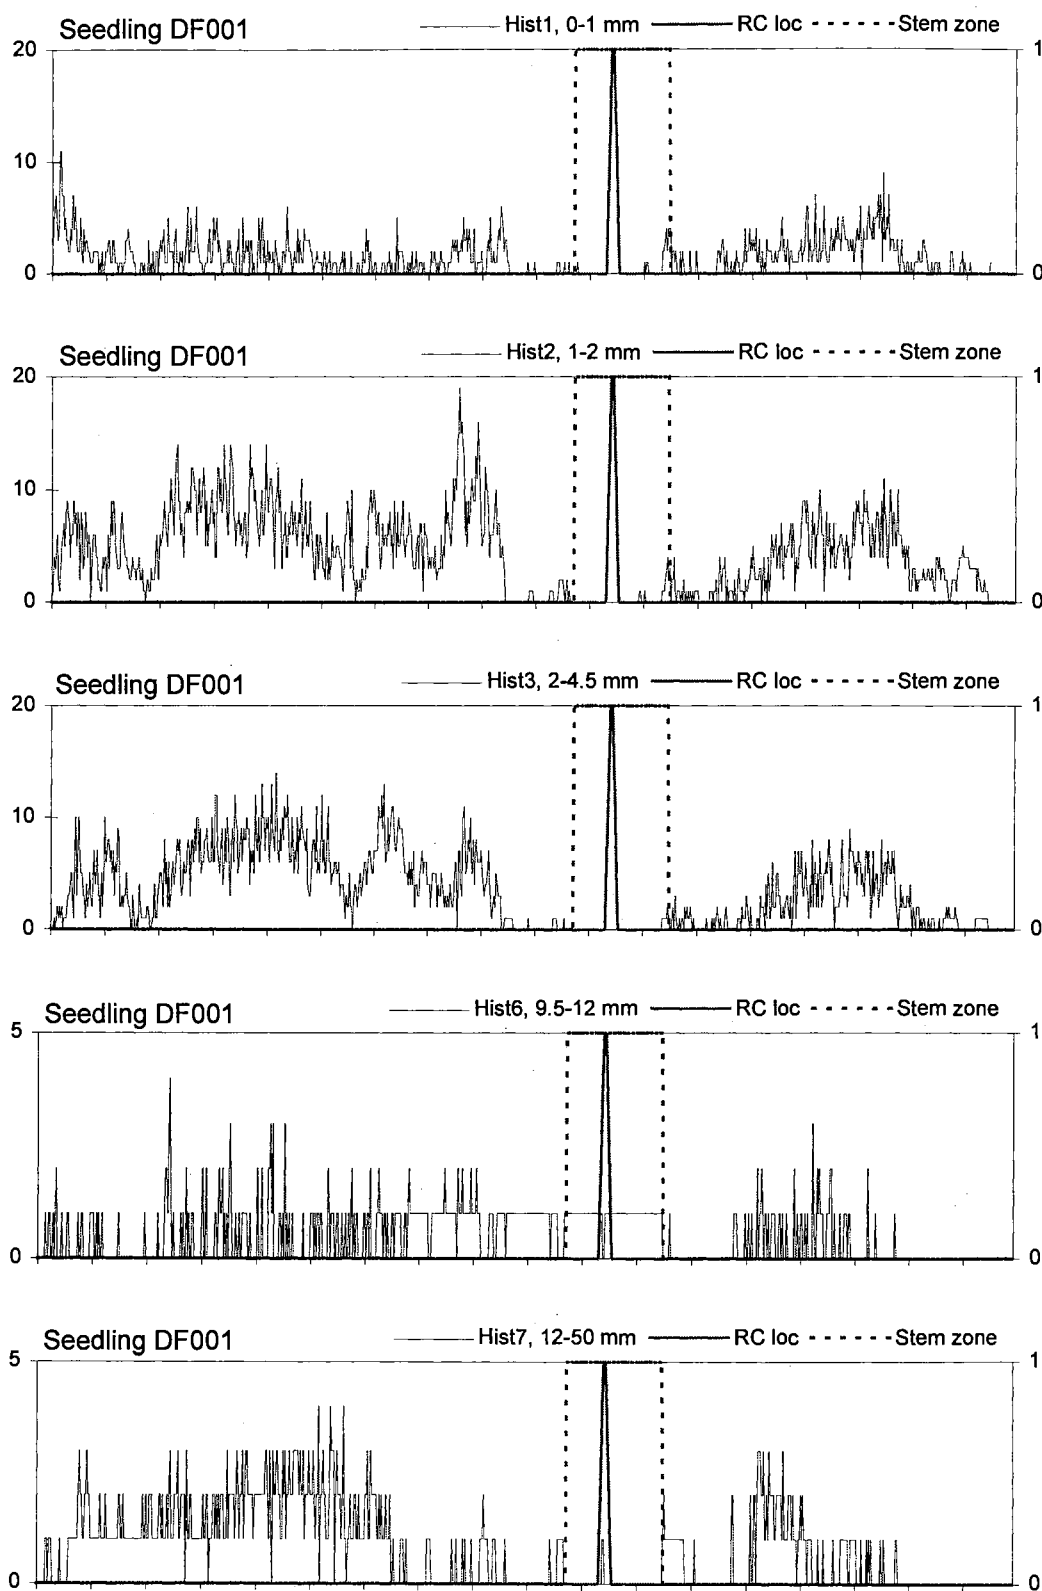 Seedling DF001 Hist1, 0-1 mm RC loc Stem zone
20 1
10
0 0
Seedling DF001 Hist2, 1-2 mm RC loc Stem zone
20 1
10
0 0
Seedling DF001 Hist3, 2-4.5 mm RC loc Stem zone
20 1
10
0 0
Seedling DF001 Hist6, 9.5-12 mm RC loc Stem zone
5 1
0 0
Seedling DF001 Hist7, 12-50 mm RC loc Stem zone
5 1
0 0